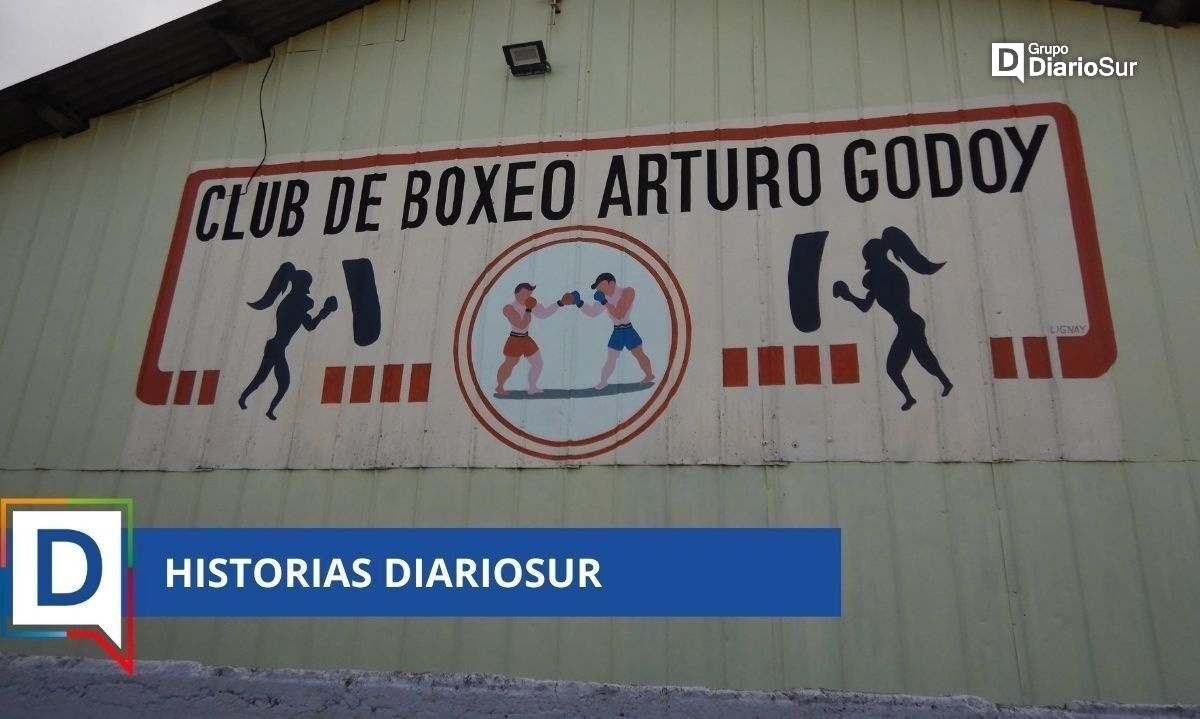 Grupo
DiarioSur
CLUB DE BOXEO ARTURO GODOY
LIGNAY
D
HISTORIAS DIARIOSUR